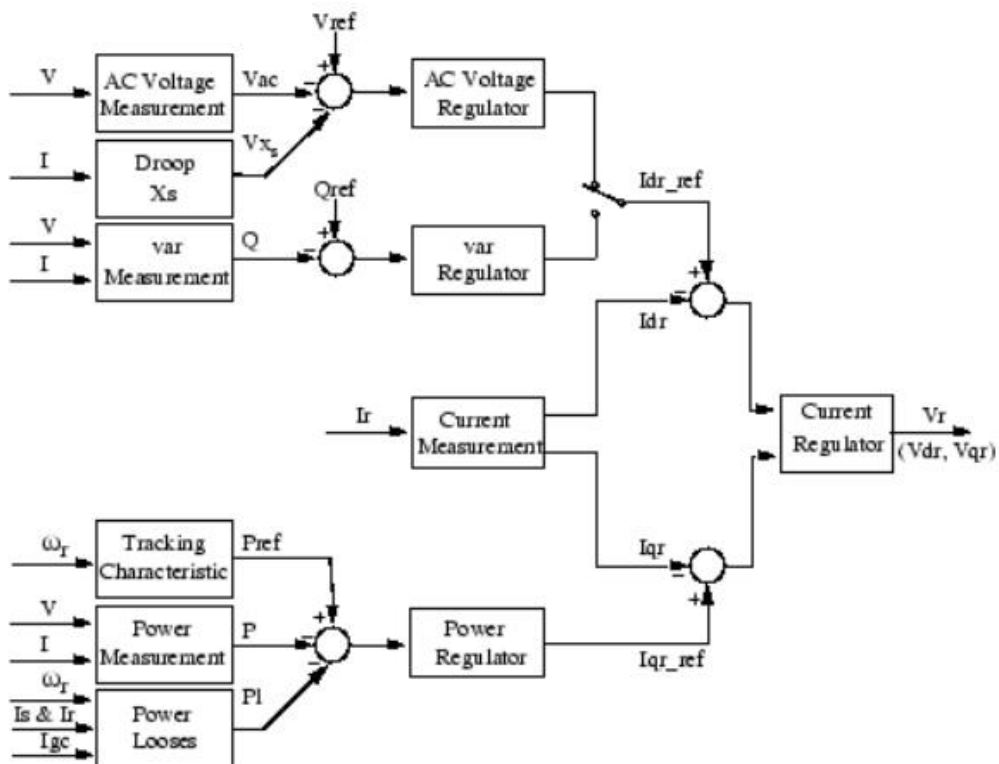 Vref
+
V
AC Voltage
Measurement
Vac
-
-
AC Voltage
Regulator
I
Droop
Xs
Vxs
Qref
+
Idr_ref
V
I
var
Measurement
Q
-
var
Regulator
+
-
Idr
Ir
Current
Measurement
Current
Regulator
Vr
(Vdr, Vqr)
ωr
Tracking
Characteristic
Pref
Iqr
-
+
V
I
Power
Measurement
P
+
-
-
Power
Regulator
Iqr_ref
ωr
Is & Ir
Igc
Power
Looses
Pl